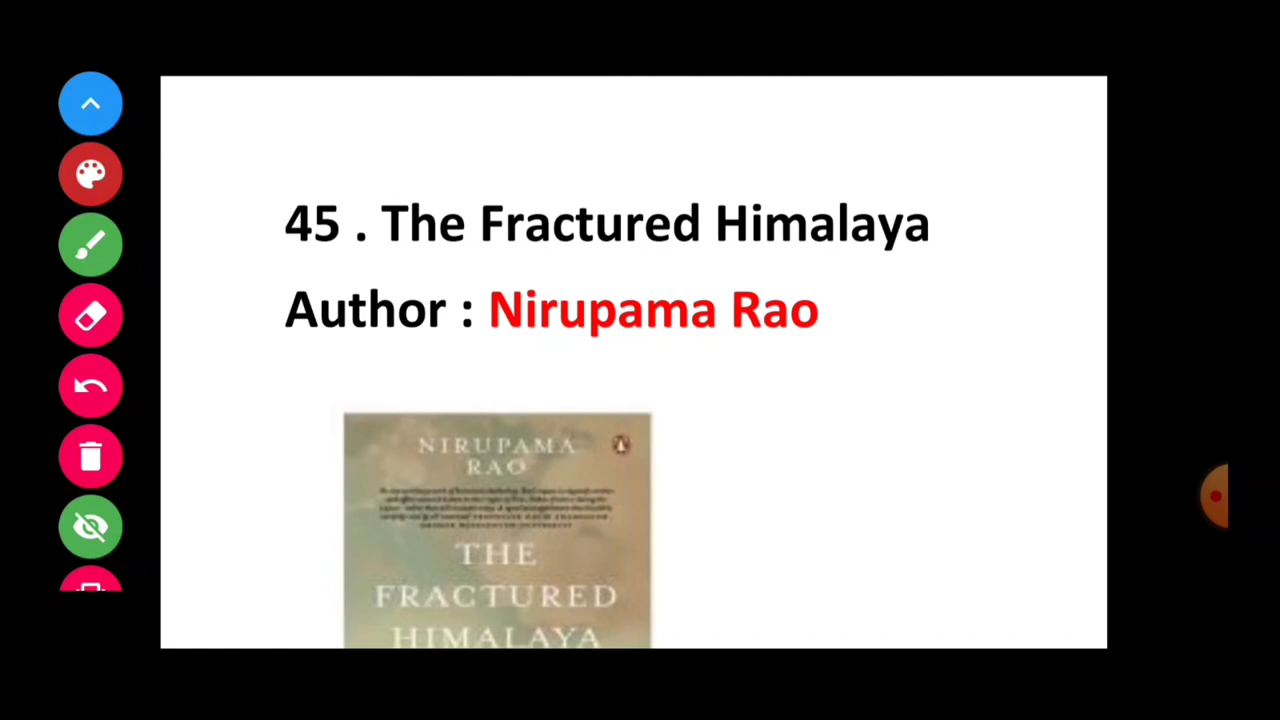 45 . The Fractured Himalaya
Author : Nirupama Rao
NIRUPAMA
RAO
THE
FRACTURED
HIMALAYA